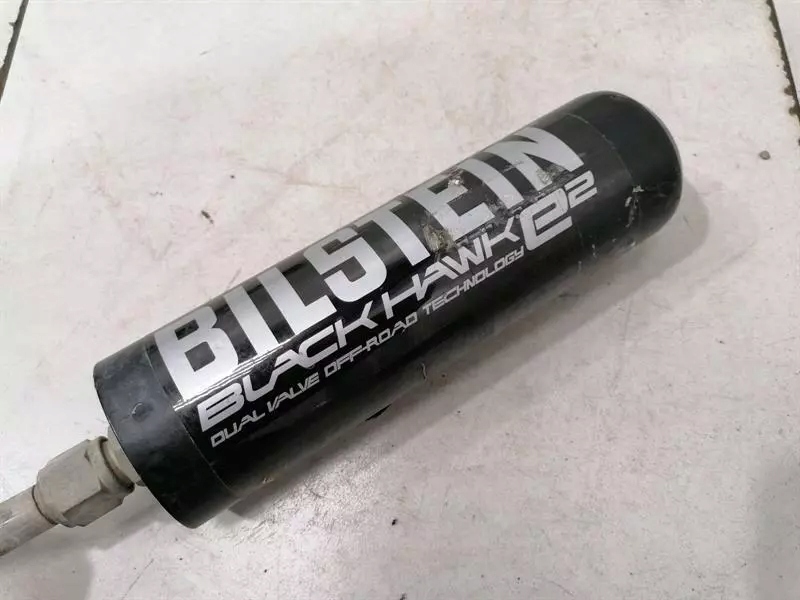 BILSTEIN
BLACK HAWK e2
DUAL VALVE OFF-ROAD TECHNOLOGY